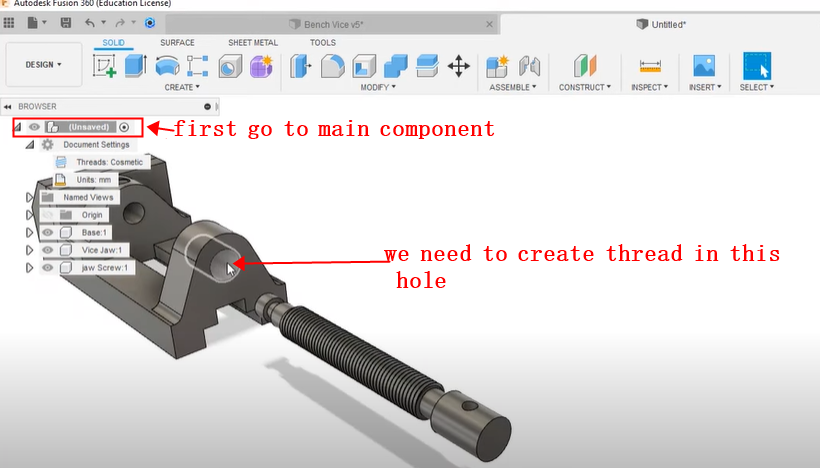 Autodesk Fusion 360 (Education License)
Bench Vice v5*
Untitled*
SOLID
SURFACE
SHEET METAL
TOOLS
DESIGN
CREATE
MODIFY
ASSEMBLE
CONSTRUCT
INSPECT
INSERT
SELECT
BROWSER
(Unsaved)
first go to main component
Document Settings
Threads: Cosmetic
Units: mm
Named Views
Origin
Base:1
Vice Jaw:1
jaw Screw:1
we need to create thread in this
hole